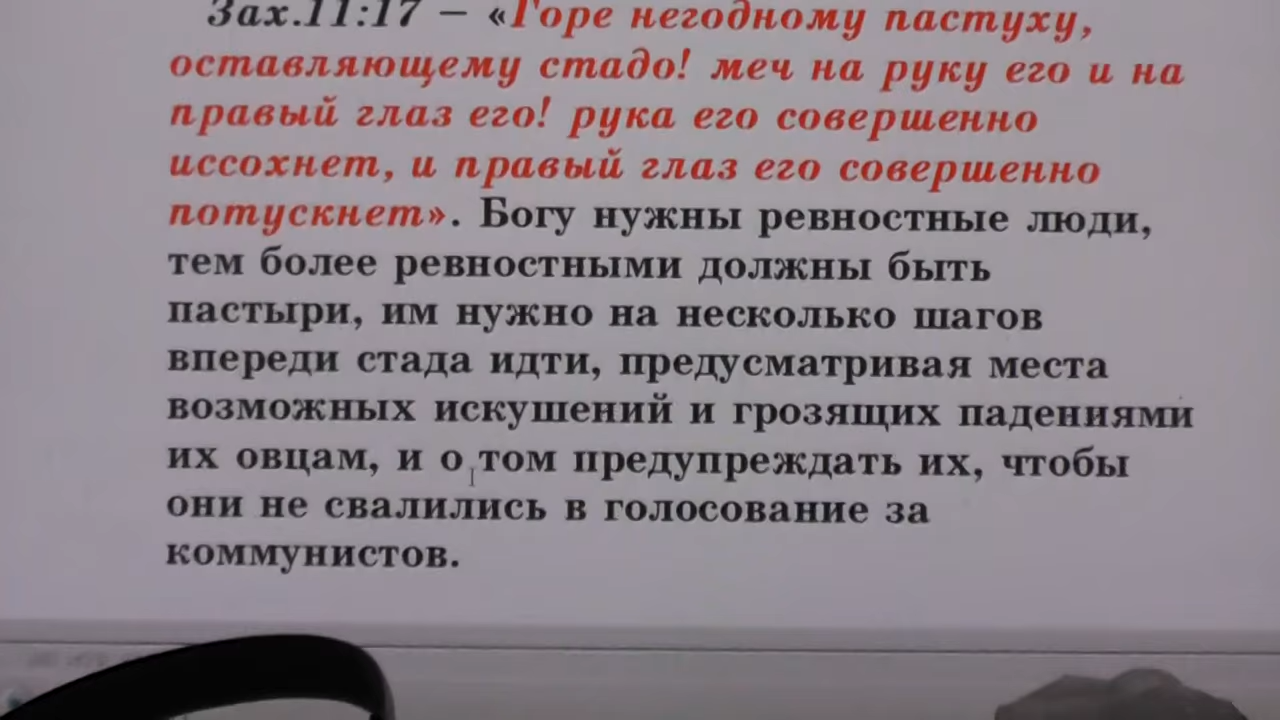 Зах.11:17 – «Горе негодному пастуху,
оставляющему стадо! меч на руку его и на
правый глаз его! рука его совершенно
иссохнет, и правый глаз его совершенно
потускнет». Богу нужны ревностные люди,
тем более ревностными должны быть
пастыри, им нужно на несколько шагов
впереди стада идти, предусматривая места
возможных искушений и грозящих падениями
их овцам, и о том предупреждать их, чтобы
они не свалились в голосование за
коммунистов.